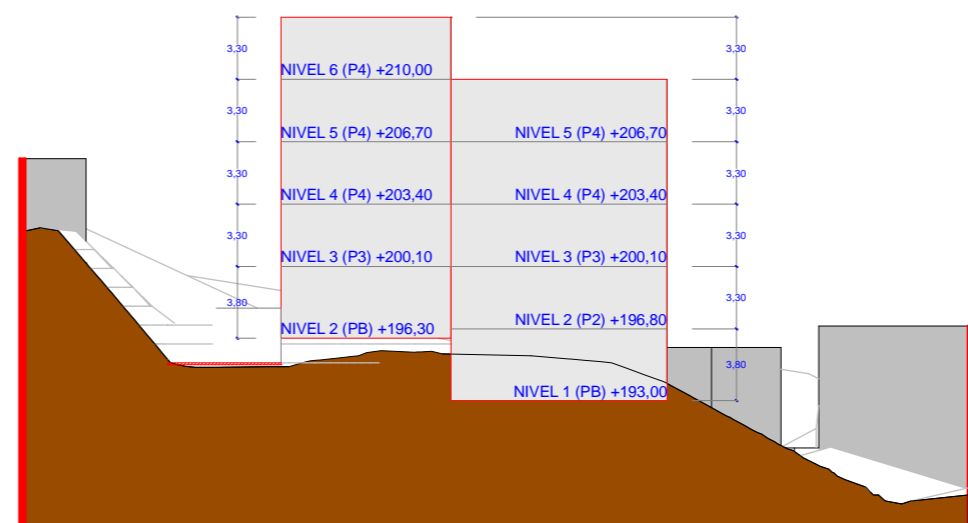 3,30
3,30
NIVEL 6 (P4) +210,00
3,30
3,30
NIVEL 5 (P4) +206,70
NIVEL 5 (P4) +206,70
3,30
3,30
NIVEL 4 (P4) +203,40
NIVEL 4 (P4) +203,40
3,30
3,30
NIVEL 3 (P3) +200,10
NIVEL 3 (P3) +200,10
3,80
3,30
NIVEL 2 (PB) +196,30
NIVEL 2 (P2) +196,80
3,80
NIVEL 1 (PB) +193,00